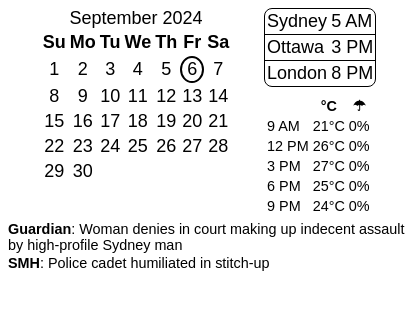 September 2024
Su Mo Tu We Th Fr Sa
1 2 3 4 5 6 7
8 9 10 11 12 13 14
15 16 17 18 19 20 21
22 23 24 25 26 27 28
29 30
Sydney 5 AM
Ottawa 3 PM
London 8 PM
°C ☂
9 AM 21°C 0%
12 PM 26°C 0%
3 PM 27°C 0%
6 PM 25°C 0%
9 PM 24°C 0%
Guardian: Woman denies in court making up indecent assault
by high-profile Sydney man
SMH: Police cadet humiliated in stitch-up